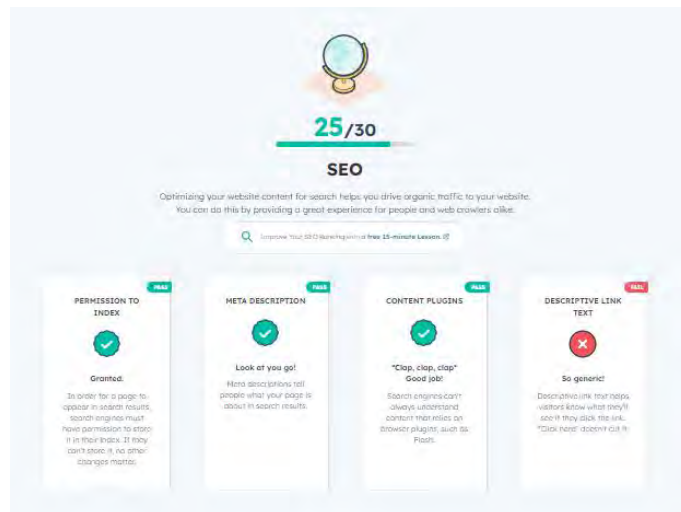 25/30
SEO
Optimizing your website content for search helps you drive organic traffic to your website.
You can do this by providing a great experience for people and web crawlers alike.
Improve Your SEO Ranking with a free 15-minute Lesson
PASS
PERMISSION TO
INDEX
Granted.
In order for a page to
appear in search results,
search engines must
have permission to store
it in their index. If they
can't store it, no other
changes matter.
PASS
META DESCRIPTION
Look at you go!
Meta descriptions tell
people what your page is
about in search results.
PASS
CONTENT PLUGINS
*Clap, clap, clap*
Good job!
Search engines can't
always understand
content that relies on
browser plugins, such as
Flash.
FAIL
DESCRIPTIVE LINK
TEXT
So generic!
Descriptive link text helps
visitors know what they'll
see if they click the link.
"Click here" doesn't cut it.